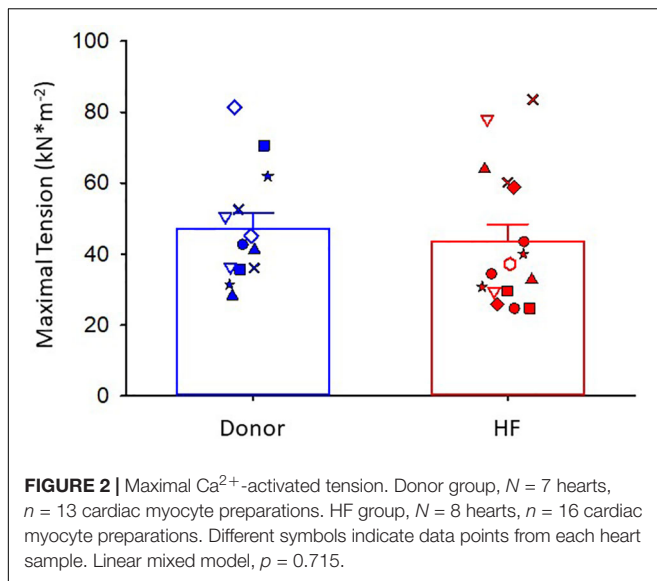 100
80
60
40
20
0
Maximal Tension (kN*m⁻²)
Donor
HF
FIGURE 2 | Maximal Ca²⁺-activated tension. Donor group, N = 7 hearts,
n = 13 cardiac myocyte preparations. HF group, N = 8 hearts, n = 16 cardiac
myocyte preparations. Different symbols indicate data points from each heart
sample. Linear mixed model, p = 0.715.